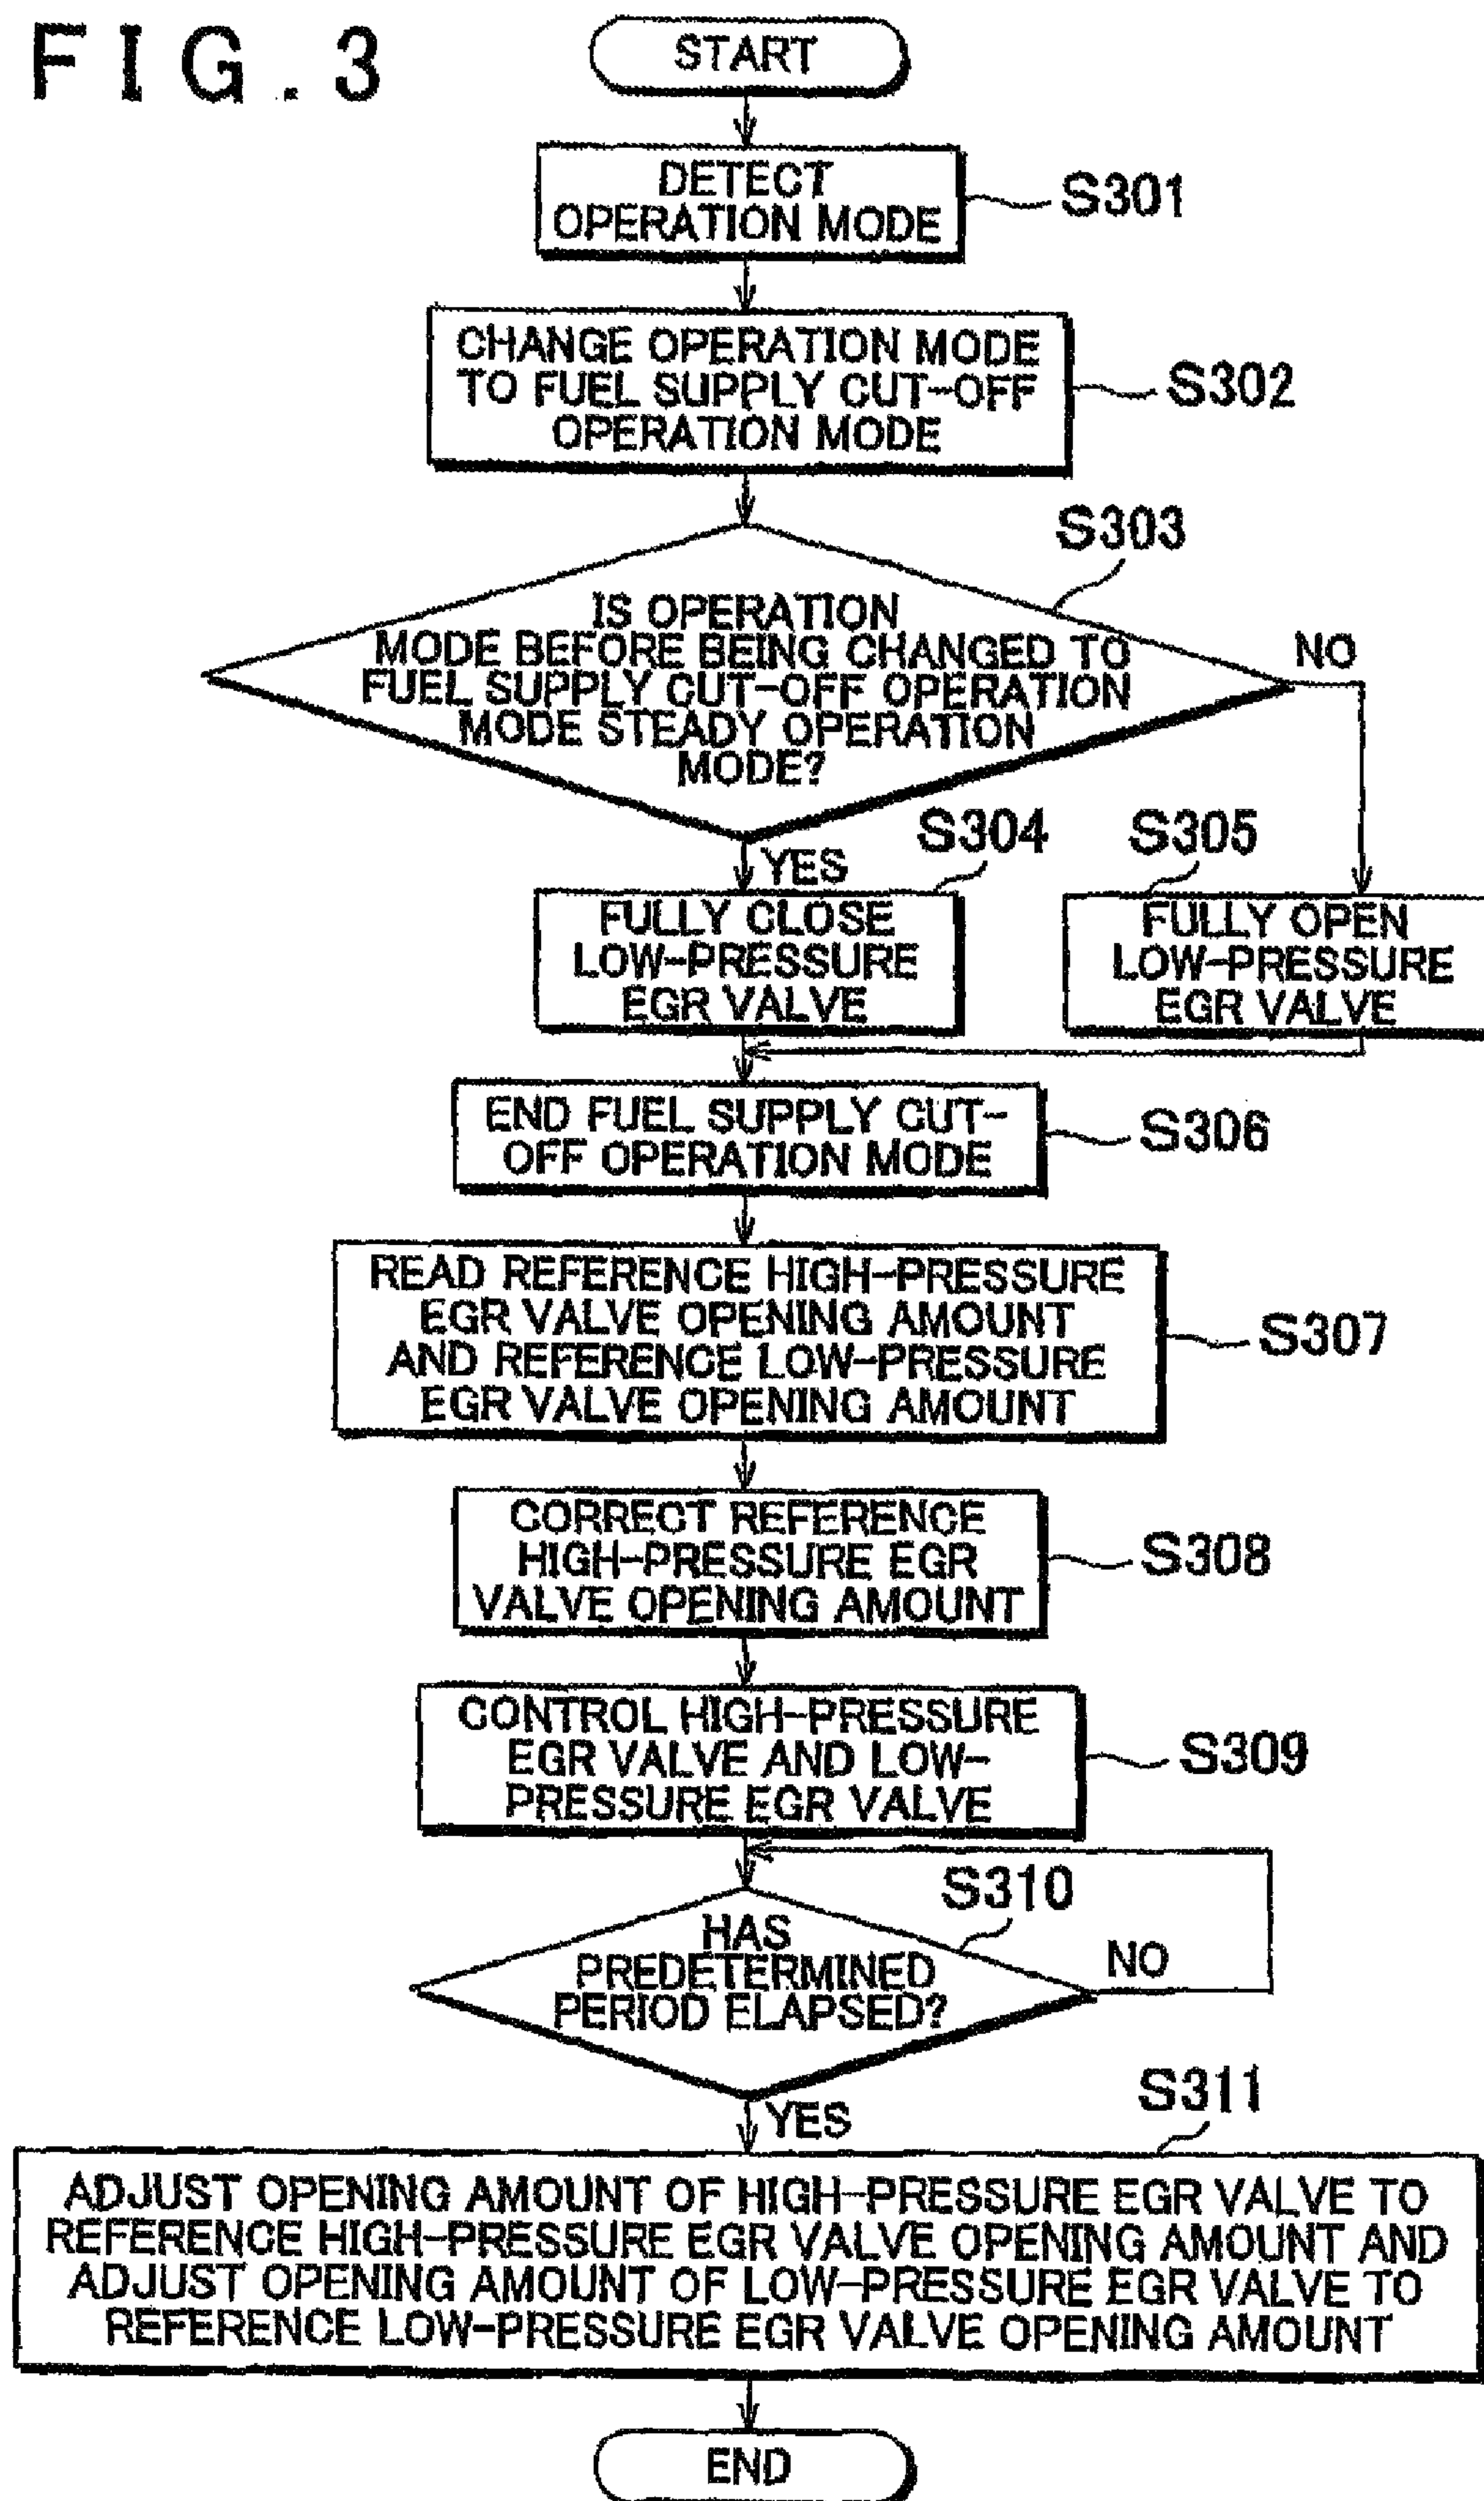 FIG.3
START
DETECT
OPERATION MODE
S301
CHANGE OPERATION MODE
TO FUEL SUPPLY CUT-OFF
OPERATION MODE
S302
S303
IS OPERATION
MODE BEFORE BEING CHANGED TO
FUEL SUPPLY CUT-OFF OPERATION
MODE STEADY OPERATION
MODE?
NO
YES
S304
FULLY CLOSE
LOW-PRESSURE
EGR VALVE
S305
FULLY OPEN
LOW-PRESSURE
EGR VALVE
END FUEL SUPPLY CUT-
OFF OPERATION MODE
S306
READ REFERENCE HIGH-PRESSURE
EGR VALVE OPENING AMOUNT
AND REFERENCE LOW-PRESSURE
EGR VALVE OPENING AMOUNT
S307
CORRECT REFERENCE
HIGH-PRESSURE EGR
VALVE OPENING AMOUNT
S308
CONTROL HIGH-PRESSURE
EGR VALVE AND LOW-
PRESSURE EGR VALVE
S309
S310
HAS
PREDETERMINED
PERIOD ELAPSED?
NO
YES
S311
ADJUST OPENING AMOUNT OF HIGH-PRESSURE EGR VALVE TO
REFERENCE HIGH-PRESSURE EGR VALVE OPENING AMOUNT AND
ADJUST OPENING AMOUNT OF LOW-PRESSURE EGR VALVE TO
REFERENCE LOW-PRESSURE EGR VALVE OPENING AMOUNT
END